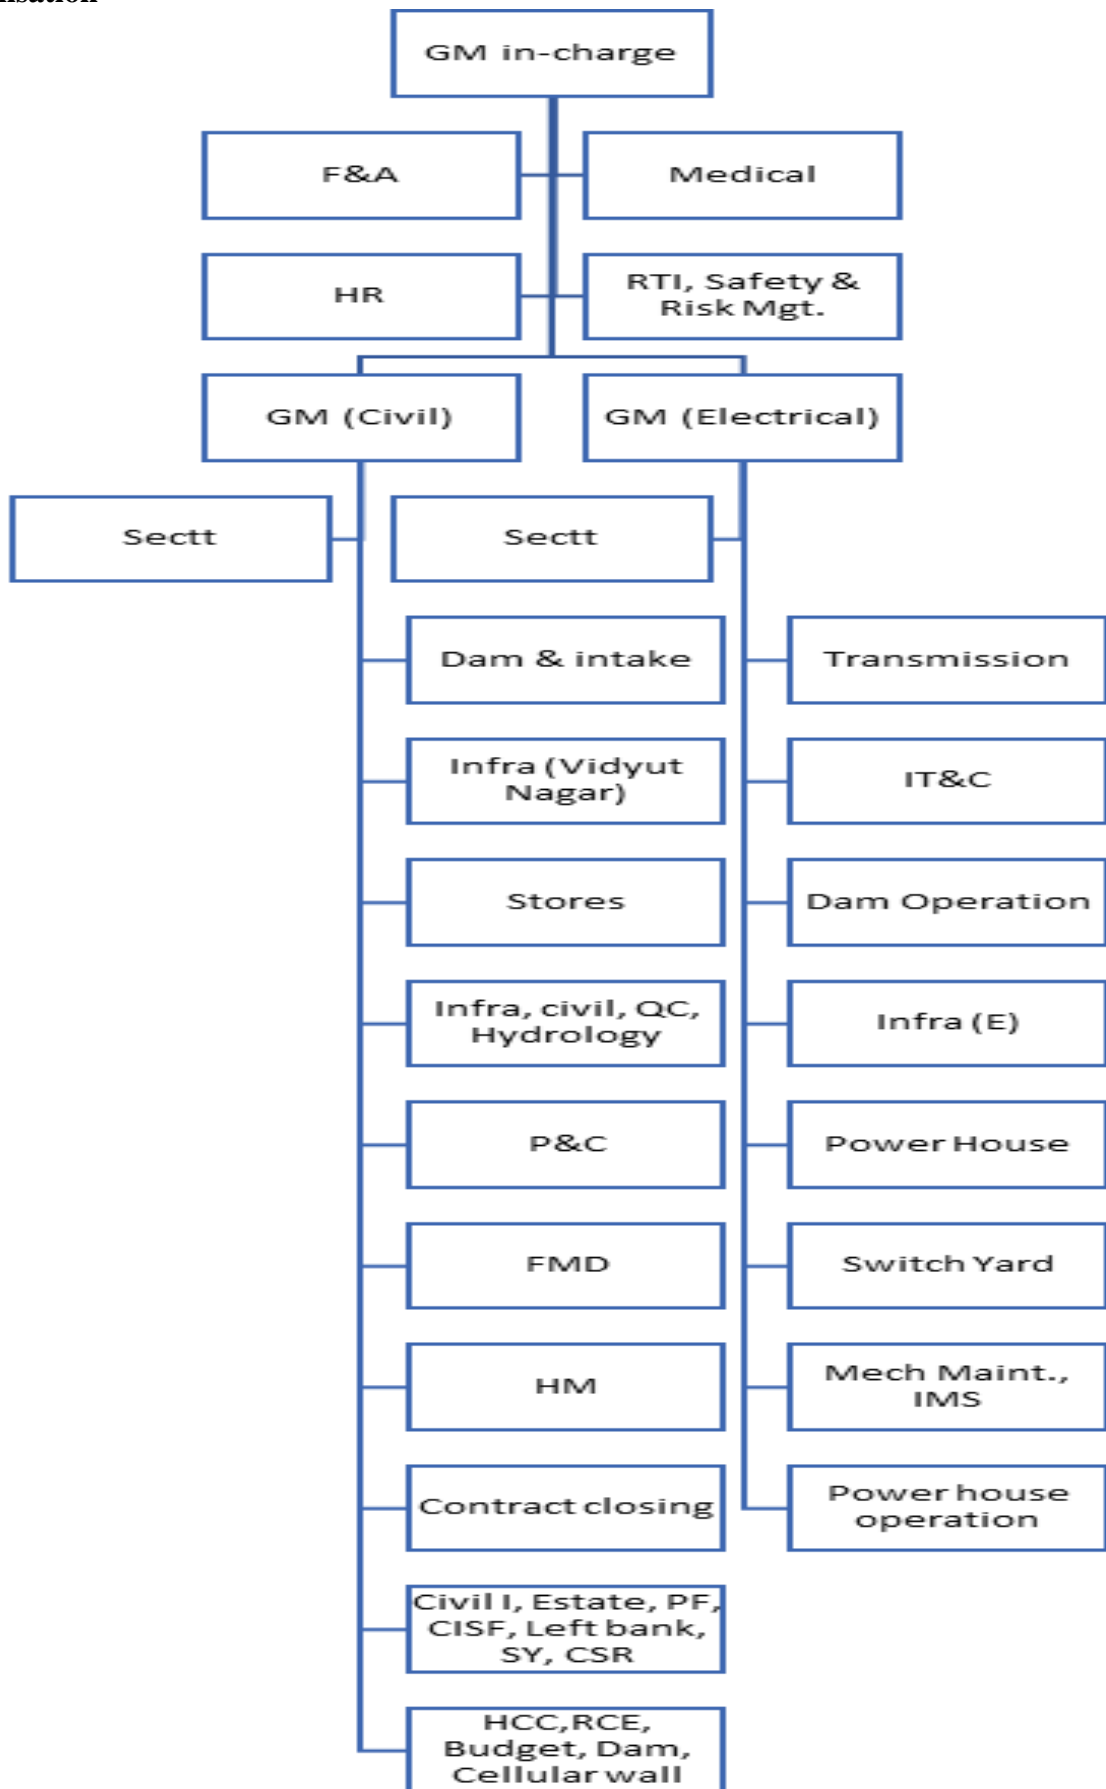 GM in-charge
F&A
Medical
HR
RTI, Safety &
Risk Mgt.
GM (Civil)
GM (Electrical)
Sectt
Sectt
Dam & intake
Transmission
Infra (Vidyut
Nagar)
IT&C
Stores
Dam Operation
Infra, civil, QC,
Hydrology
Infra (E)
P&C
Power House
FMD
Switch Yard
HM
Mech Maint.,
IMS
Contract closing
Power house
operation
Civil I, Estate, PF,
CISF, Left bank,
SY, CSR
HCC,RCE,
Budget, Dam,
Cellular wall